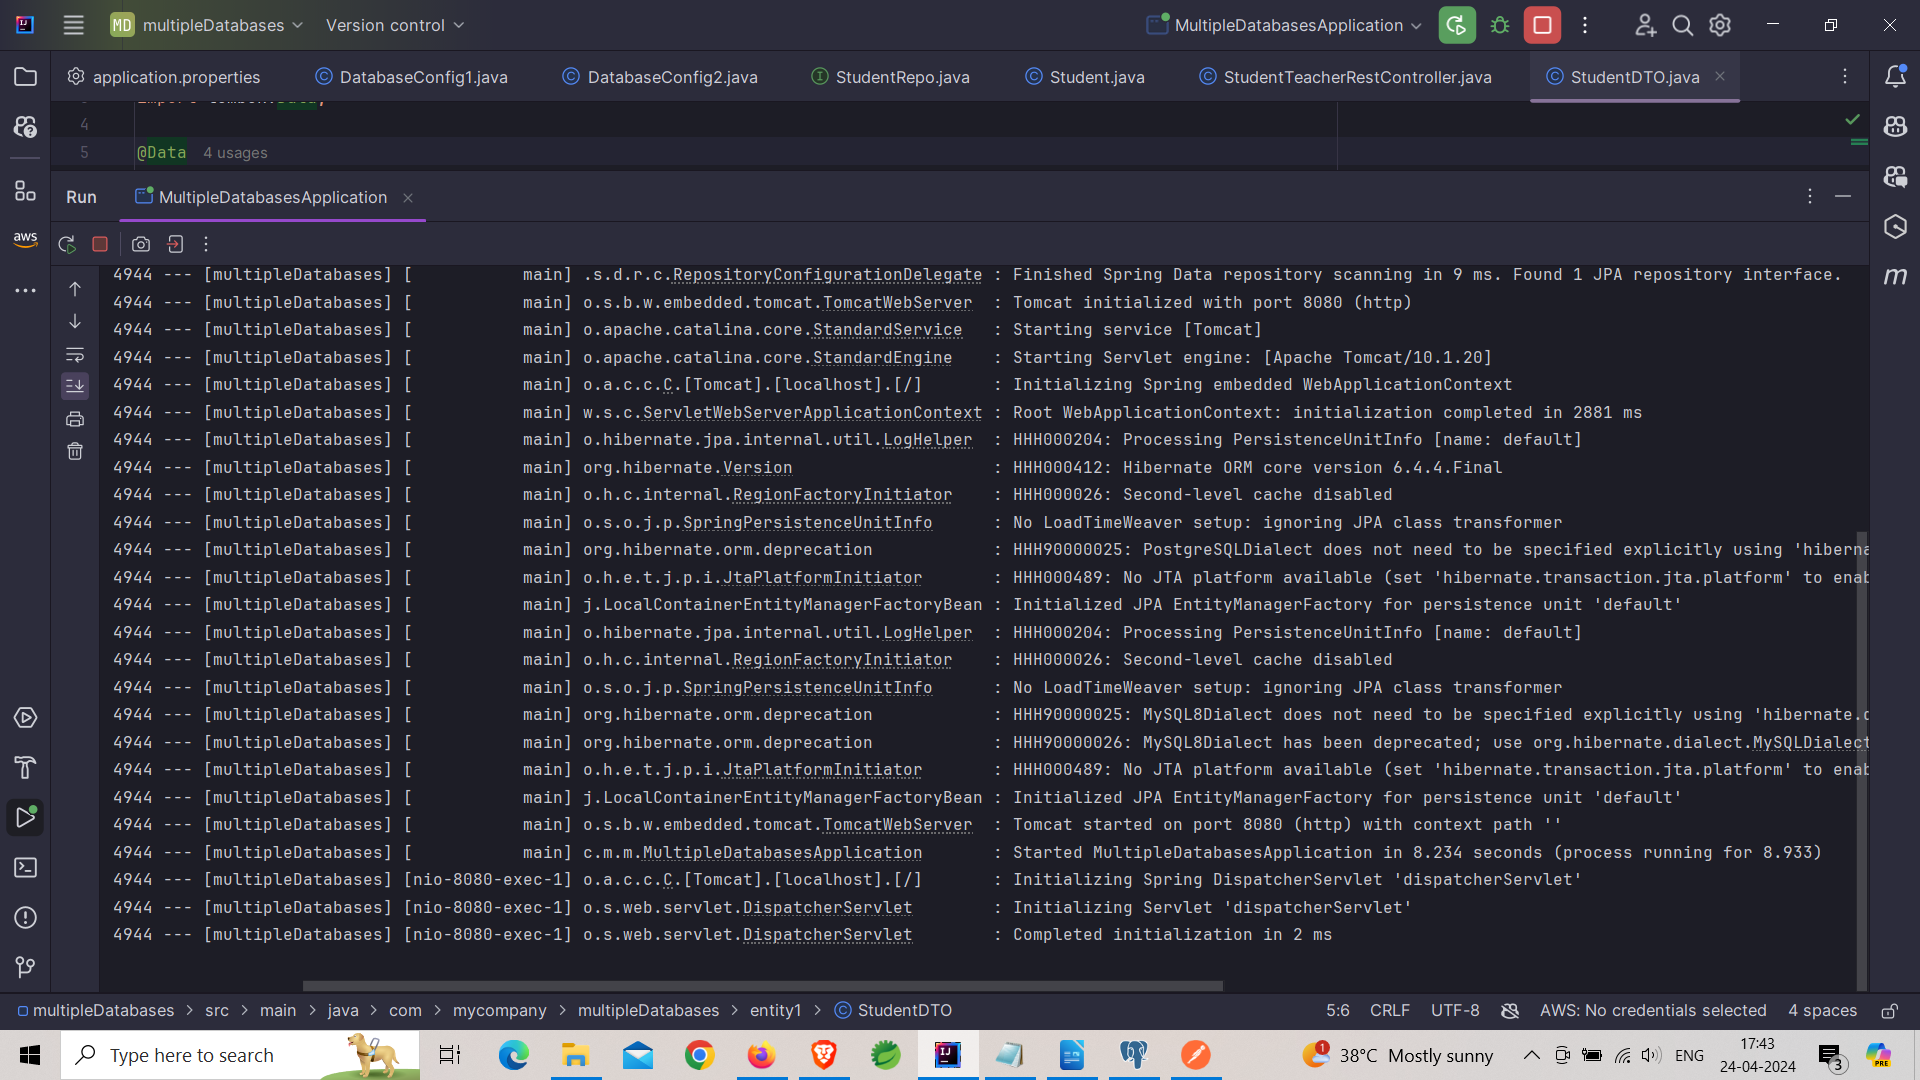 MD multipleDatabases Version control MultipleDatabasesApplication
application.properties DatabaseConfig1.java DatabaseConfig2.java StudentRepo.java Student.java StudentTeacherRestController.java StudentDTO.java
4
5 @Data 4 usages
Run MultipleDatabasesApplication
aws
4944 --- [multipleDatabases] [ main] .s.d.r.c.RepositoryConfigurationDelegate : Finished Spring Data repository scanning in 9 ms. Found 1 JPA repository interface.
4944 --- [multipleDatabases] [ main] o.s.b.w.embedded.tomcat.TomcatWebServer : Tomcat initialized with port 8080 (http)
4944 --- [multipleDatabases] [ main] o.apache.catalina.core.StandardService : Starting service [Tomcat]
4944 --- [multipleDatabases] [ main] o.apache.catalina.core.StandardEngine : Starting Servlet engine: [Apache Tomcat/10.1.20]
4944 --- [multipleDatabases] [ main] o.a.c.c.C.[Tomcat].[localhost].[/] : Initializing Spring embedded WebApplicationContext
4944 --- [multipleDatabases] [ main] w.s.c.ServletWebServerApplicationContext : Root WebApplicationContext: initialization completed in 2881 ms
4944 --- [multipleDatabases] [ main] o.hibernate.jpa.internal.util.LogHelper : HHH000204: Processing PersistenceUnitInfo [name: default]
4944 --- [multipleDatabases] [ main] org.hibernate.Version : HHH000412: Hibernate ORM core version 6.4.4.Final
4944 --- [multipleDatabases] [ main] o.h.c.internal.RegionFactoryInitiator : HHH000026: Second-level cache disabled
4944 --- [multipleDatabases] [ main] o.s.o.j.p.SpringPersistenceUnitInfo : No LoadTimeWeaver setup: ignoring JPA class transformer
4944 --- [multipleDatabases] [ main] org.hibernate.orm.deprecation : HHH90000025: PostgreSQLDialect does not need to be specified explicitly using 'hiberna
4944 --- [multipleDatabases] [ main] o.h.e.t.j.p.i.JtaPlatformInitiator : HHH000489: No JTA platform available (set 'hibernate.transaction.jta.platform' to enab
4944 --- [multipleDatabases] [ main] j.LocalContainerEntityManagerFactoryBean : Initialized JPA EntityManagerFactory for persistence unit 'default'
4944 --- [multipleDatabases] [ main] o.hibernate.jpa.internal.util.LogHelper : HHH000204: Processing PersistenceUnitInfo [name: default]
4944 --- [multipleDatabases] [ main] o.h.c.internal.RegionFactoryInitiator : HHH000026: Second-level cache disabled
4944 --- [multipleDatabases] [ main] o.s.o.j.p.SpringPersistenceUnitInfo : No LoadTimeWeaver setup: ignoring JPA class transformer
4944 --- [multipleDatabases] [ main] org.hibernate.orm.deprecation : HHH90000025: MySQL8Dialect does not need to be specified explicitly using 'hibernate.d
4944 --- [multipleDatabases] [ main] org.hibernate.orm.deprecation : HHH90000026: MySQL8Dialect has been deprecated; use org.hibernate.dialect.MySQLDialect
4944 --- [multipleDatabases] [ main] o.h.e.t.j.p.i.JtaPlatformInitiator : HHH000489: No JTA platform available (set 'hibernate.transaction.jta.platform' to enab
4944 --- [multipleDatabases] [ main] j.LocalContainerEntityManagerFactoryBean : Initialized JPA EntityManagerFactory for persistence unit 'default'
4944 --- [multipleDatabases] [ main] o.s.b.w.embedded.tomcat.TomcatWebServer : Tomcat started on port 8080 (http) with context path ''
4944 --- [multipleDatabases] [ main] c.m.m.MultipleDatabasesApplication : Started MultipleDatabasesApplication in 8.234 seconds (process running for 8.933)
4944 --- [multipleDatabases] [nio-8080-exec-1] o.a.c.c.C.[Tomcat].[localhost].[/] : Initializing Spring DispatcherServlet 'dispatcherServlet'
4944 --- [multipleDatabases] [nio-8080-exec-1] o.s.web.servlet.DispatcherServlet : Initializing Servlet 'dispatcherServlet'
4944 --- [multipleDatabases] [nio-8080-exec-1] o.s.web.servlet.DispatcherServlet : Completed initialization in 2 ms
multipleDatabases > src > main > java > com > mycompany > multipleDatabases > entity1 > StudentDTO 5:6 CRLF UTF-8 AWS: No credentials selected 4 spaces
Type here to search 1 38°C Mostly sunny ENG 17:43 3
24-04-2024